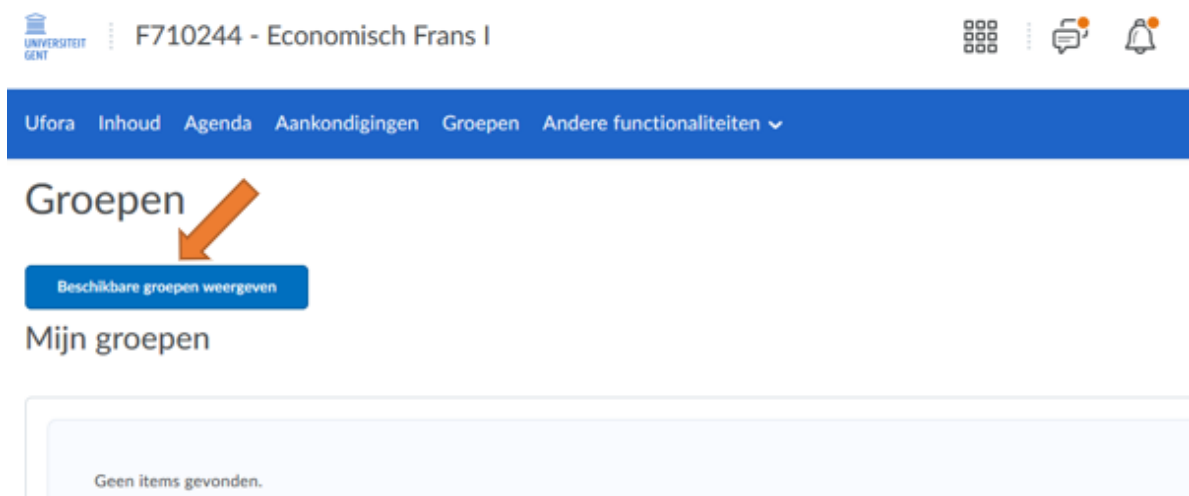 UNIVERSITEIT
GENT
F710244 - Economisch Frans I
Ufora Inhoud Agenda Aankondigingen Groepen Andere functionaliteiten
Groepen
Beschikbare groepen weergeven
Mijn groepen
Geen items gevonden.